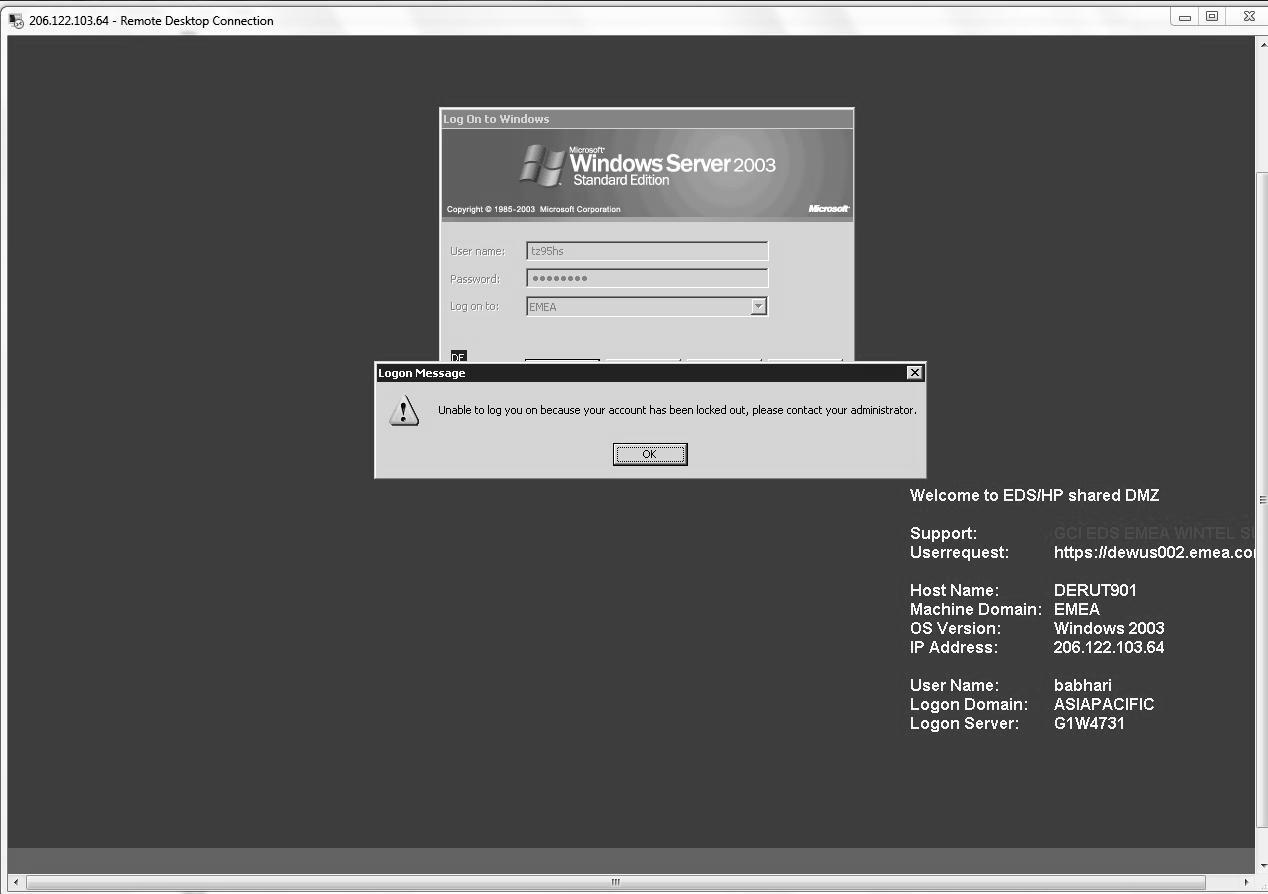 206.122.103.64 - Remote Desktop Connection
Log On to Windows
Microsoft
Windows Server 2003
Standard Edition
Copyright © 1985-2003 Microsoft Corporation
Microsoft
User name: tz95hs
Password: ●●●●●●●●
Log on to: EMEA
DE
Logon Message
Unable to log you on because your account has been locked out, please contact your administrator.
OK
Welcome to EDS/HP shared DMZ
Support: GCI EDS EMEA WINTEL
Userrequest: https://dewus002.emea.co
Host Name: DERUT901
Machine Domain: EMEA
OS Version: Windows 2003
IP Address: 206.122.103.64
User Name: babhari
Logon Domain: ASIAPACIFIC
Logon Server: G1W4731